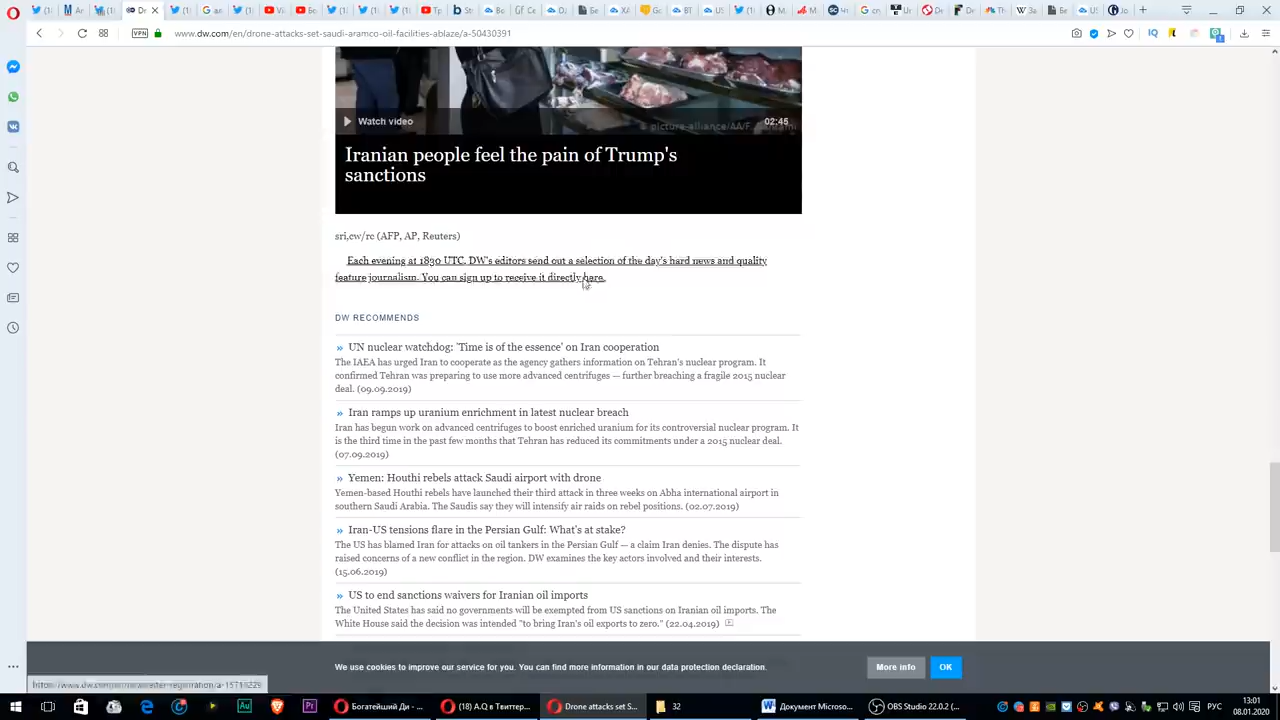 www.dw.com/en/drone-attacks-set-saudi-aramco-oil-facilities-ablaze/a-50430391
Watch video
02:45
Iranian people feel the pain of Trump's
sanctions
sri,cw/rc (AFP, AP, Reuters)
Each evening at 1830 UTC, DW's editors send out a selection of the day's hard news and quality
feature journalism. You can sign up to receive it directly here.
DW RECOMMENDS
» UN nuclear watchdog: 'Time is of the essence' on Iran cooperation
The IAEA has urged Iran to cooperate as the agency gathers information on Tehran's nuclear program. It
confirmed Tehran was preparing to use more advanced centrifuges — further breaching a fragile 2015 nuclear
deal. (09.09.2019)
» Iran ramps up uranium enrichment in latest nuclear breach
Iran has begun work on advanced centrifuges to boost enriched uranium for its controversial nuclear program. It
is the third time in the past few months that Tehran has reduced its commitments under a 2015 nuclear deal.
(07.09.2019)
» Yemen: Houthi rebels attack Saudi airport with drone
Yemen-based Houthi rebels have launched their third attack in three weeks on Abha international airport in
southern Saudi Arabia. The Saudis say they will intensify air raids on rebel positions. (02.07.2019)
» Iran-US tensions flare in the Persian Gulf: What's at stake?
The US has blamed Iran for attacks on oil tankers in the Persian Gulf — a claim Iran denies. The dispute has
raised concerns of a new conflict in the region. DW examines the key actors involved and their interests.
(15.06.2019)
» US to end sanctions waivers for Iranian oil imports
The United States has said no governments will be exempted from US sanctions on Iranian oil imports. The
White House said the decision was intended "to bring Iran's oil exports to zero." (22.04.2019)
We use cookies to improve our service for you. You can find more information in our data protection declaration.
More info
OK
Богатейший Ди - ...
(18) A.Q в Твиттер...
Drone attacks set S...
32
Документ Microso...
OBS Studio 22.0.2 (...
РУС
13:01
08.01.2020